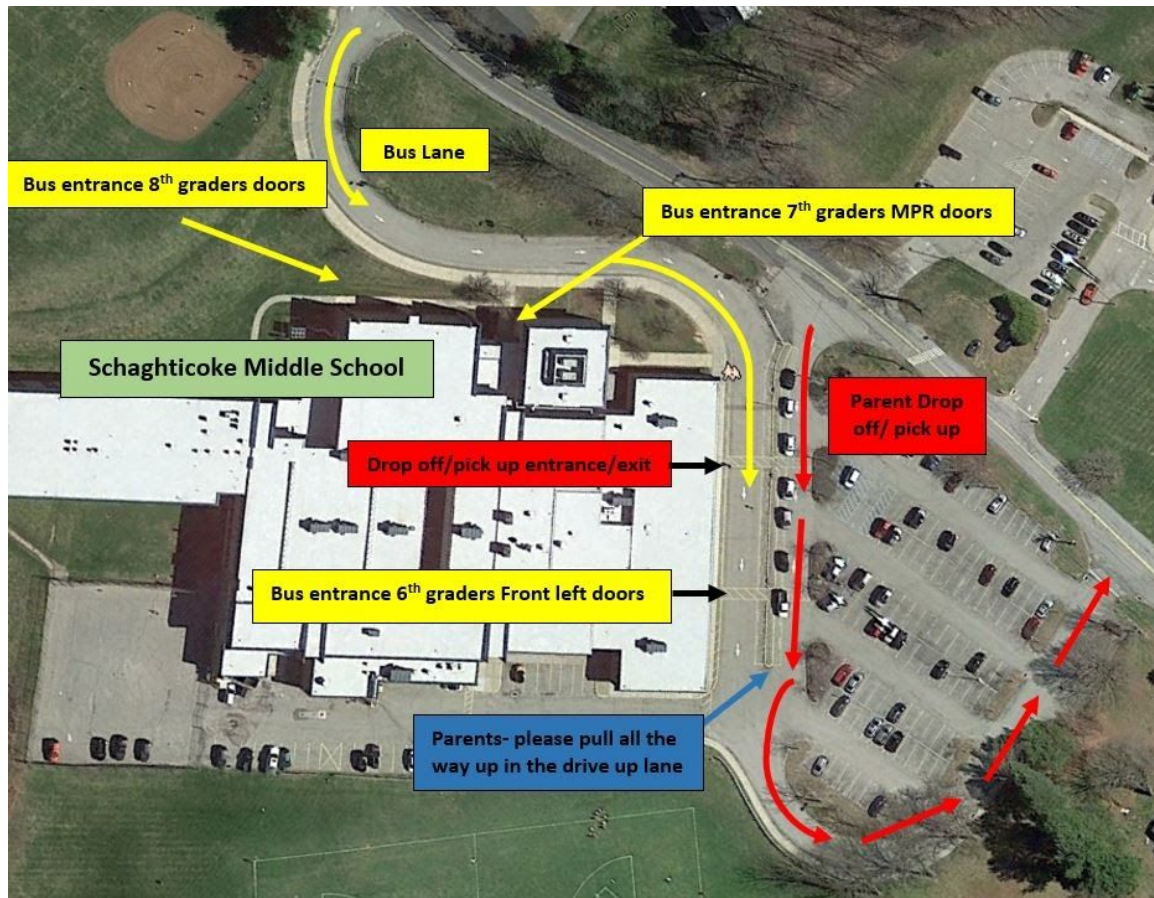 Bus Lane
Bus entrance 8th graders doors
Bus entrance 7th graders MPR doors
Schaghticoke Middle School
Parent Drop
off/ pick up
Drop off/pick up entrance/exit
Bus entrance 6th graders Front left doors
Parents- please pull all the
way up in the drive up lane